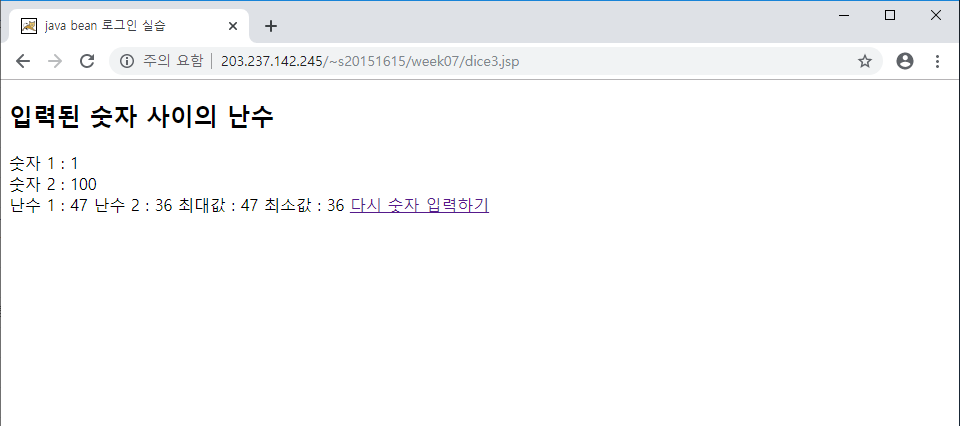 java bean 로그인 실습
주의 요함 | 203.237.142.245/~s20151615/week07/dice3.jsp
입력된 숫자 사이의 난수
숫자 1 : 1
숫자 2 : 100
난수 1 : 47 난수 2 : 36 최대값 : 47 최소값 : 36 다시 숫자 입력하기